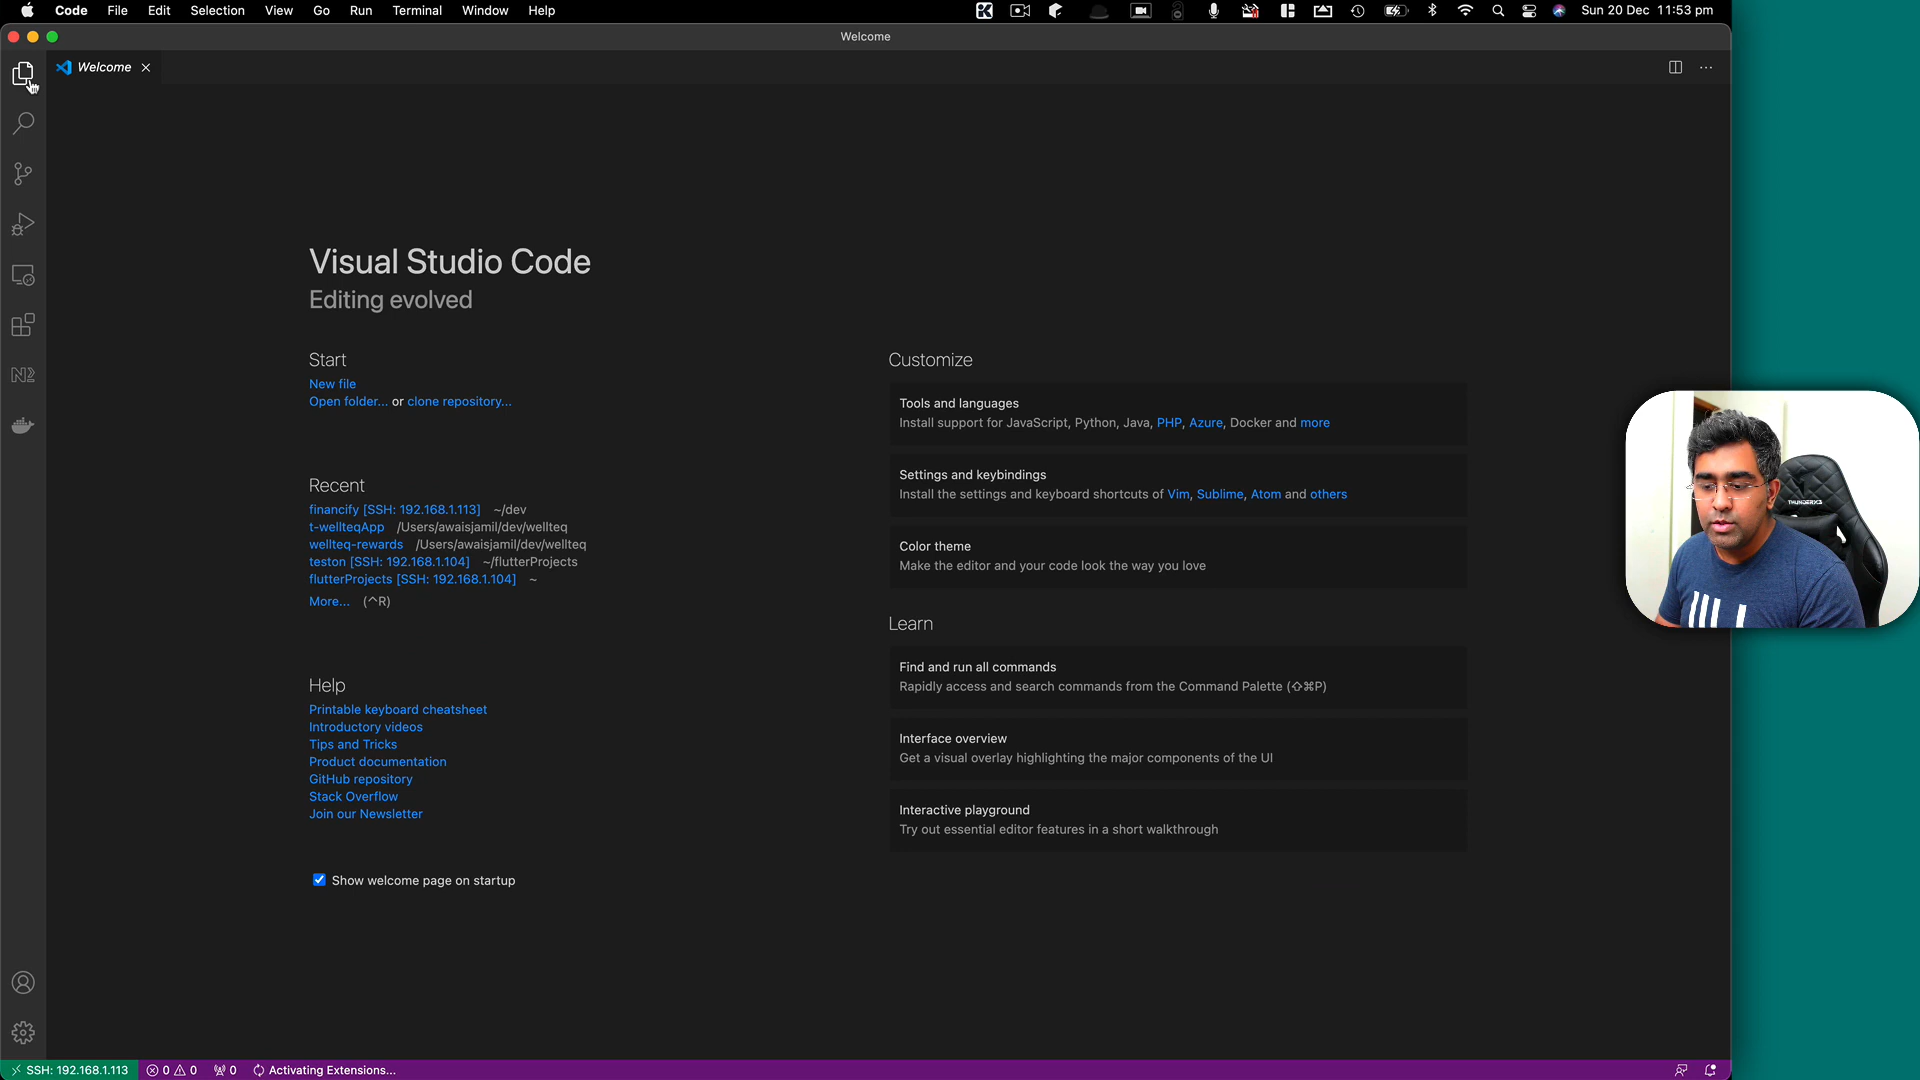 Code File Edit Selection View Go Run Terminal Window Help Sun 20 Dec 11:53 pm
Welcome
Welcome
Visual Studio Code
Editing evolved
Start
New file
Open folder... or clone repository...
Recent
financify [SSH: 192.168.1.113] ~/dev
t-wellteqApp /Users/awaisjamil/dev/wellteq
wellteq-rewards /Users/awaisjamil/dev/wellteq
teston [SSH: 192.168.1.104] ~/flutterProjects
flutterProjects [SSH: 192.168.1.104] ~
More... (^R)
Help
Printable keyboard cheatsheet
Introductory videos
Tips and Tricks
Product documentation
GitHub repository
Stack Overflow
Join our Newsletter
Show welcome page on startup
Customize
Tools and languages
Install support for JavaScript, Python, Java, PHP, Azure, Docker and more
Settings and keybindings
Install the settings and keyboard shortcuts of Vim, Sublime, Atom and others
Color theme
Make the editor and your code look the way you love
Learn
Find and run all commands
Rapidly access and search commands from the Command Palette (⇧⌘P)
Interface overview
Get a visual overlay highlighting the major components of the UI
Interactive playground
Try out essential editor features in a short walkthrough
THUNDERX3
SSH: 192.168.1.113 0 0 0 Activating Extensions...